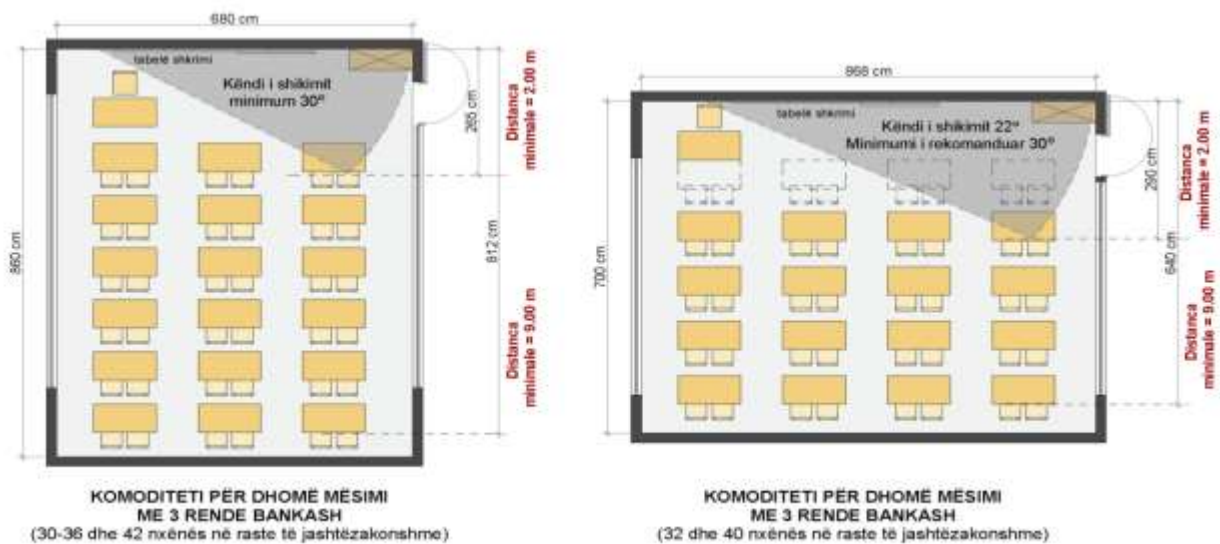 680 cm
tabelë shkrimi
Këndi i shikimit
minimum 30º
265 cm
Distanca
minimale = 2.00 m
860 cm
812 cm
Distanca
minimale = 9.00 m
KOMODITETI PËR DHOMË MËSIMI
ME 3 RENDE BANKASH
(30-36 dhe 42 nxënës në raste të jashtëzakonshme)
868 cm
tabelë shkrimi
Këndi i shikimit 22º
Minimumi i rekomanduar 30º
290 cm
Distanca
minimale = 2.00 m
700 cm
640 cm
Distanca
minimale = 9.00 m
KOMODITETI PËR DHOMË MËSIMI
ME 3 RENDE BANKASH
(32 dhe 40 nxënës në raste të jashtëzakonshme)